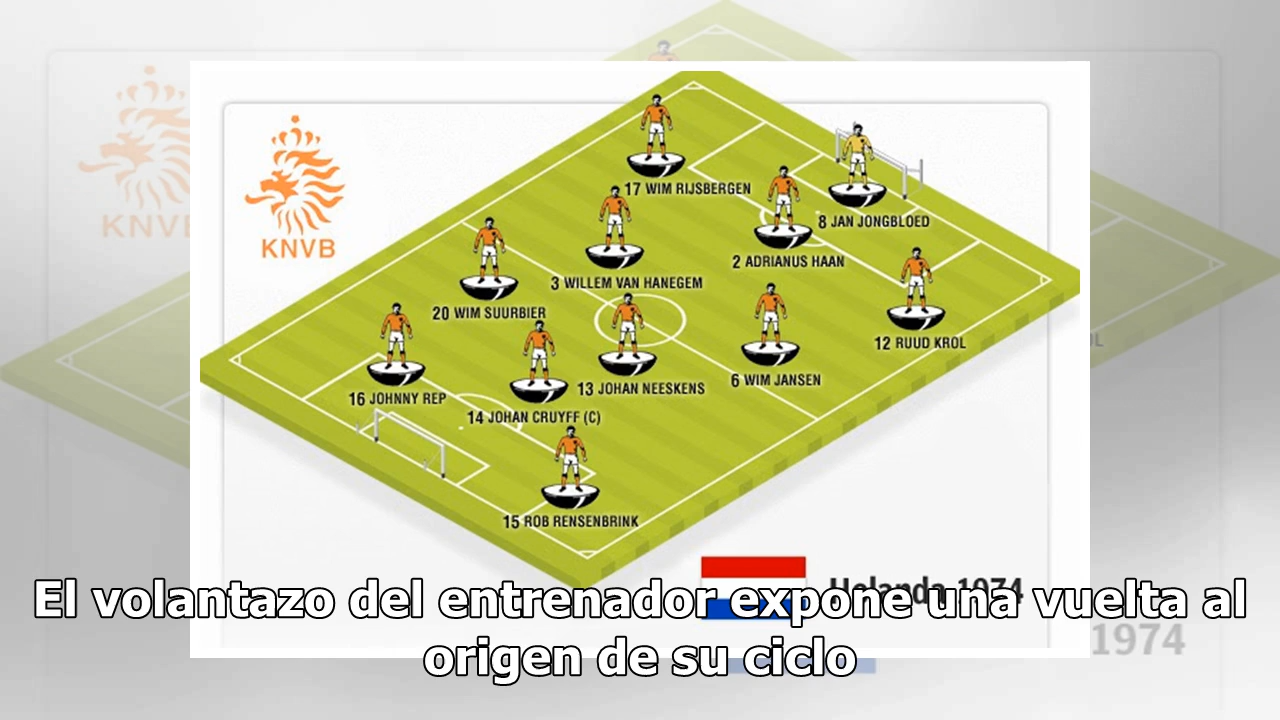 KNVB
17 WIM RIJSBERGEN
8 JAN JONGBLOED
2 ADRIANUS HAAN
3 WILLEM VAN HANEGEM
20 WIM SUURBIER
12 RUUD KROL
6 WIM JANSEN
13 JOHAN NEESKENS
16 JOHNNY REP
14 JOHAN CRUYFF (C)
15 ROB RENSENBRINK
Holanda 1974
El volantazo del entrenador expone una vuelta al
origen de su ciclo
KNVB
1974